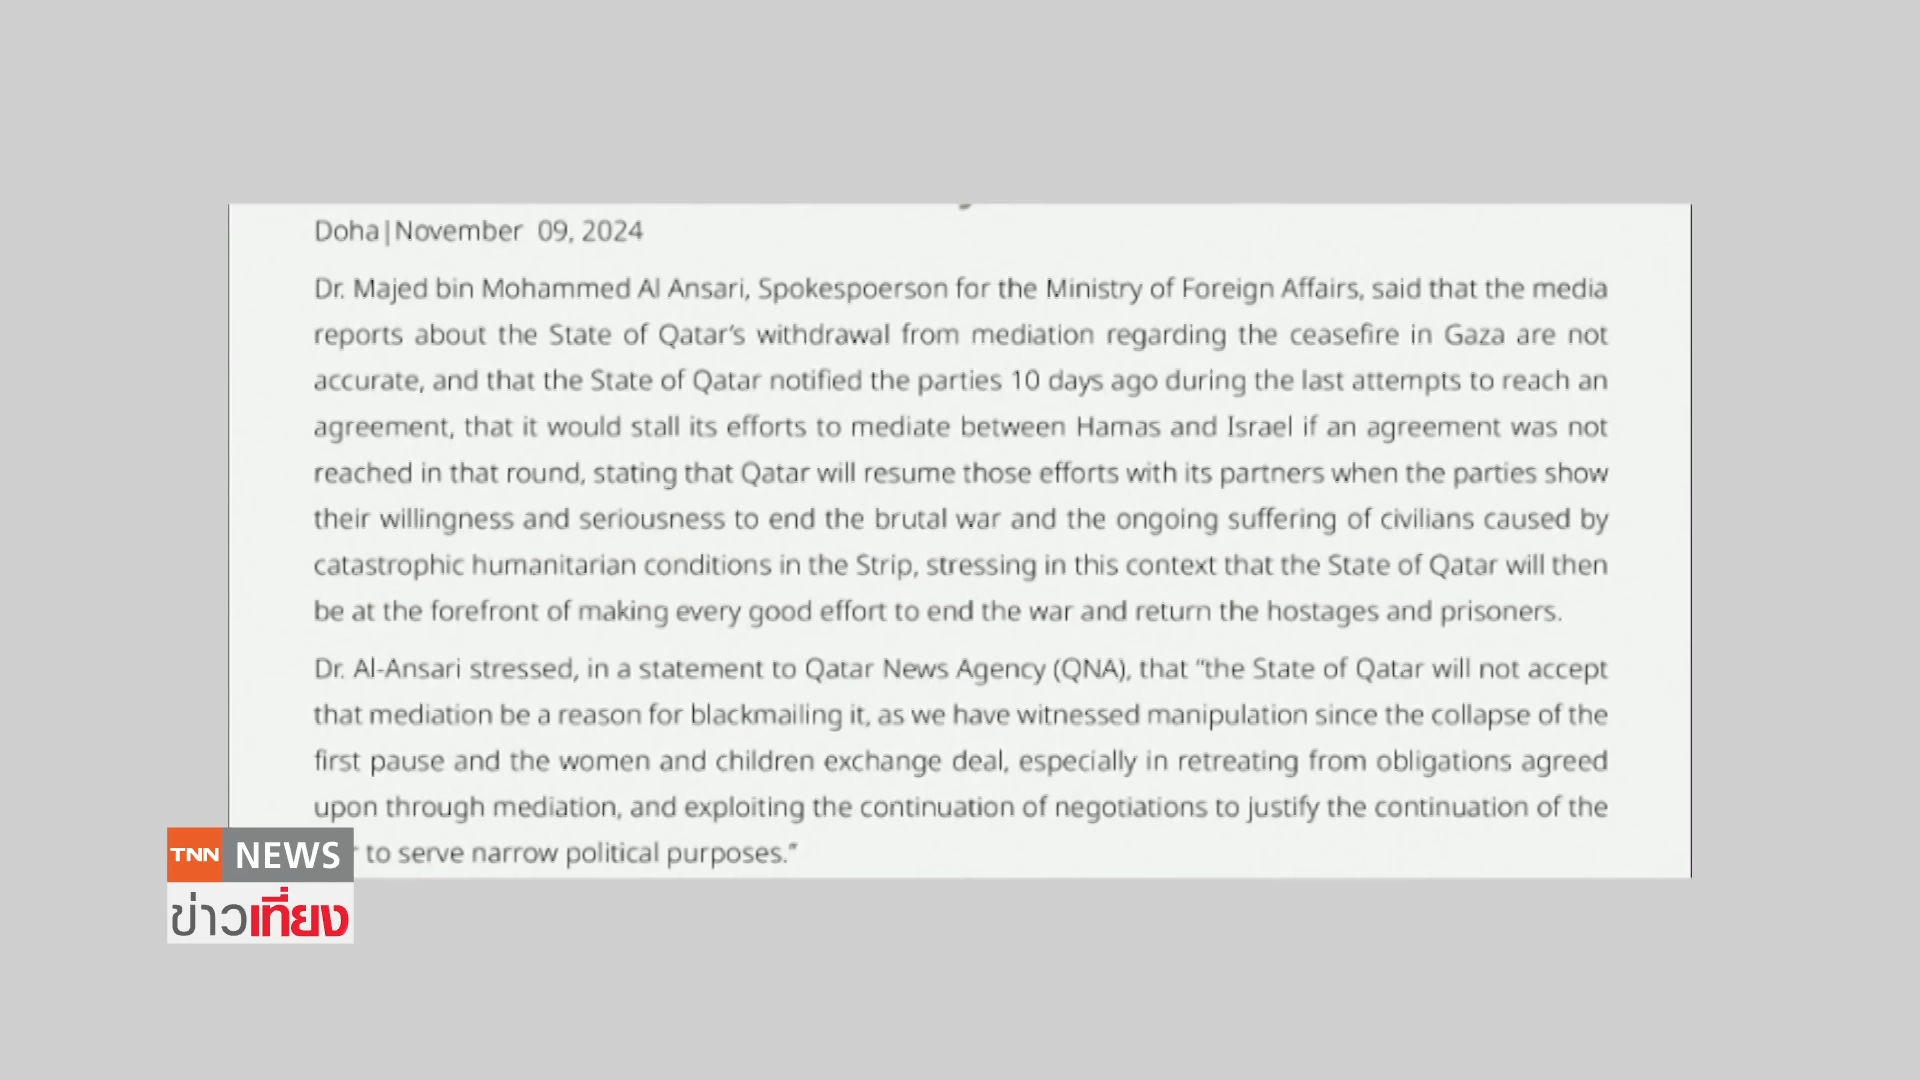 Doha|November 09, 2024
Dr. Majed bin Mohammed Al Ansari, Spokespoerson for the Ministry of Foreign Affairs, said that the media
reports about the State of Qatar's withdrawal from mediation regarding the ceasefire in Gaza are not
accurate, and that the State of Qatar notified the parties 10 days ago during the last attempts to reach an
agreement, that it would stall its efforts to mediate between Hamas and Israel if an agreement was not
reached in that round, stating that Qatar will resume those efforts with its partners when the parties show
their willingness and seriousness to end the brutal war and the ongoing suffering of civilians caused by
catastrophic humanitarian conditions in the Strip, stressing in this context that the State of Qatar will then
be at the forefront of making every good effort to end the war and return the hostages and prisoners.
Dr. Al-Ansari stressed, in a statement to Qatar News Agency (QNA), that "the State of Qatar will not accept
that mediation be a reason for blackmailing it, as we have witnessed manipulation since the collapse of the
first pause and the women and children exchange deal, especially in retreating from obligations agreed
upon through mediation, and exploiting the continuation of negotiations to justify the continuation of the
to serve narrow political purposes."
TNN NEWS
ข่าวเที่ยง